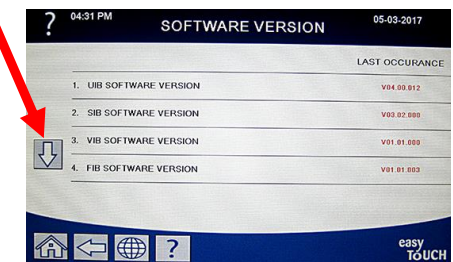 ? 04:31 PM SOFTWARE VERSION 05-03-2017
LAST OCCURANCE
1. UIB SOFTWARE VERSION V04.00.012
2. SIB SOFTWARE VERSION V03.02.000
3. VIB SOFTWARE VERSION V01.01.000
4. FIB SOFTWARE VERSION V01.01.003
?
easy
TOUCH